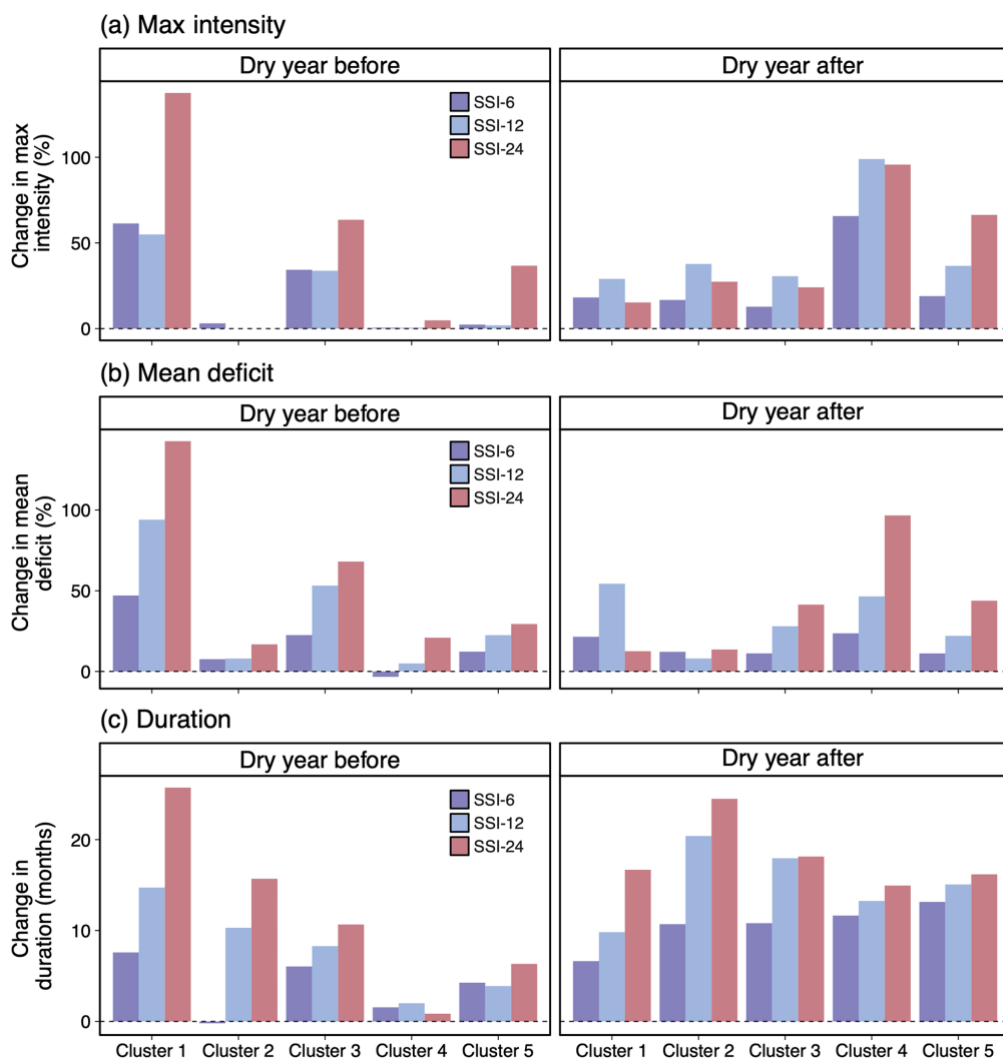 (a) Max intensity
Dry year before
Dry year after
Change in max
intensity (%)
100
50
0
SSI-6
SSI-12
SSI-24
(b) Mean deficit
Dry year before
Dry year after
Change in mean
deficit (%)
100
50
0
SSI-6
SSI-12
SSI-24
(c) Duration
Dry year before
Dry year after
Change in
duration (months)
20
10
0
SSI-6
SSI-12
SSI-24
Cluster 1 Cluster 2 Cluster 3 Cluster 4 Cluster 5
Cluster 1 Cluster 2 Cluster 3 Cluster 4 Cluster 5